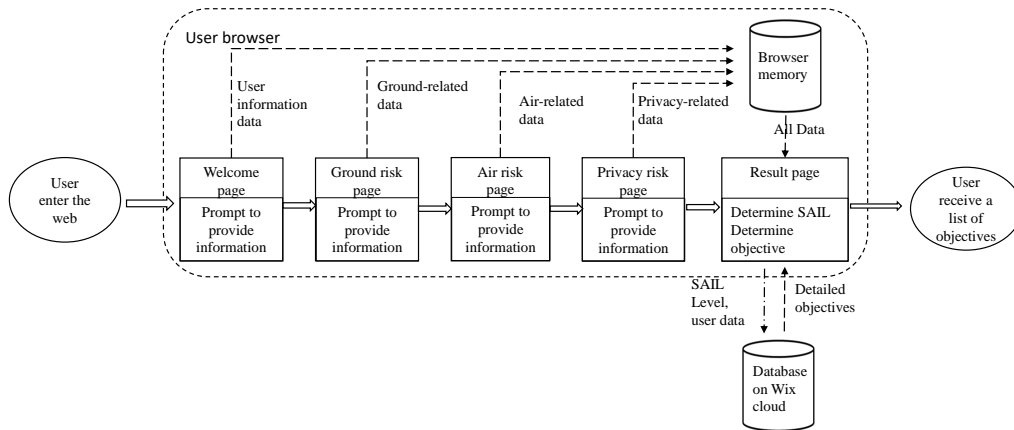 User browser
Browser
memory
User
information
data
Ground-related
data
Air-related
data
Privacy-related
data
All Data
User
enter the
web
Welcome
page
Prompt to
provide
information
Ground risk
page
Prompt to
provide
information
Air risk
page
Prompt to
provide
information
Privacy risk
page
Prompt to
provide
information
Result page
Determine SAIL
Determine
objective
User
receive a
list of
objectives
SAIL
Level,
user data
Detailed
objectives
Database
on Wix
cloud